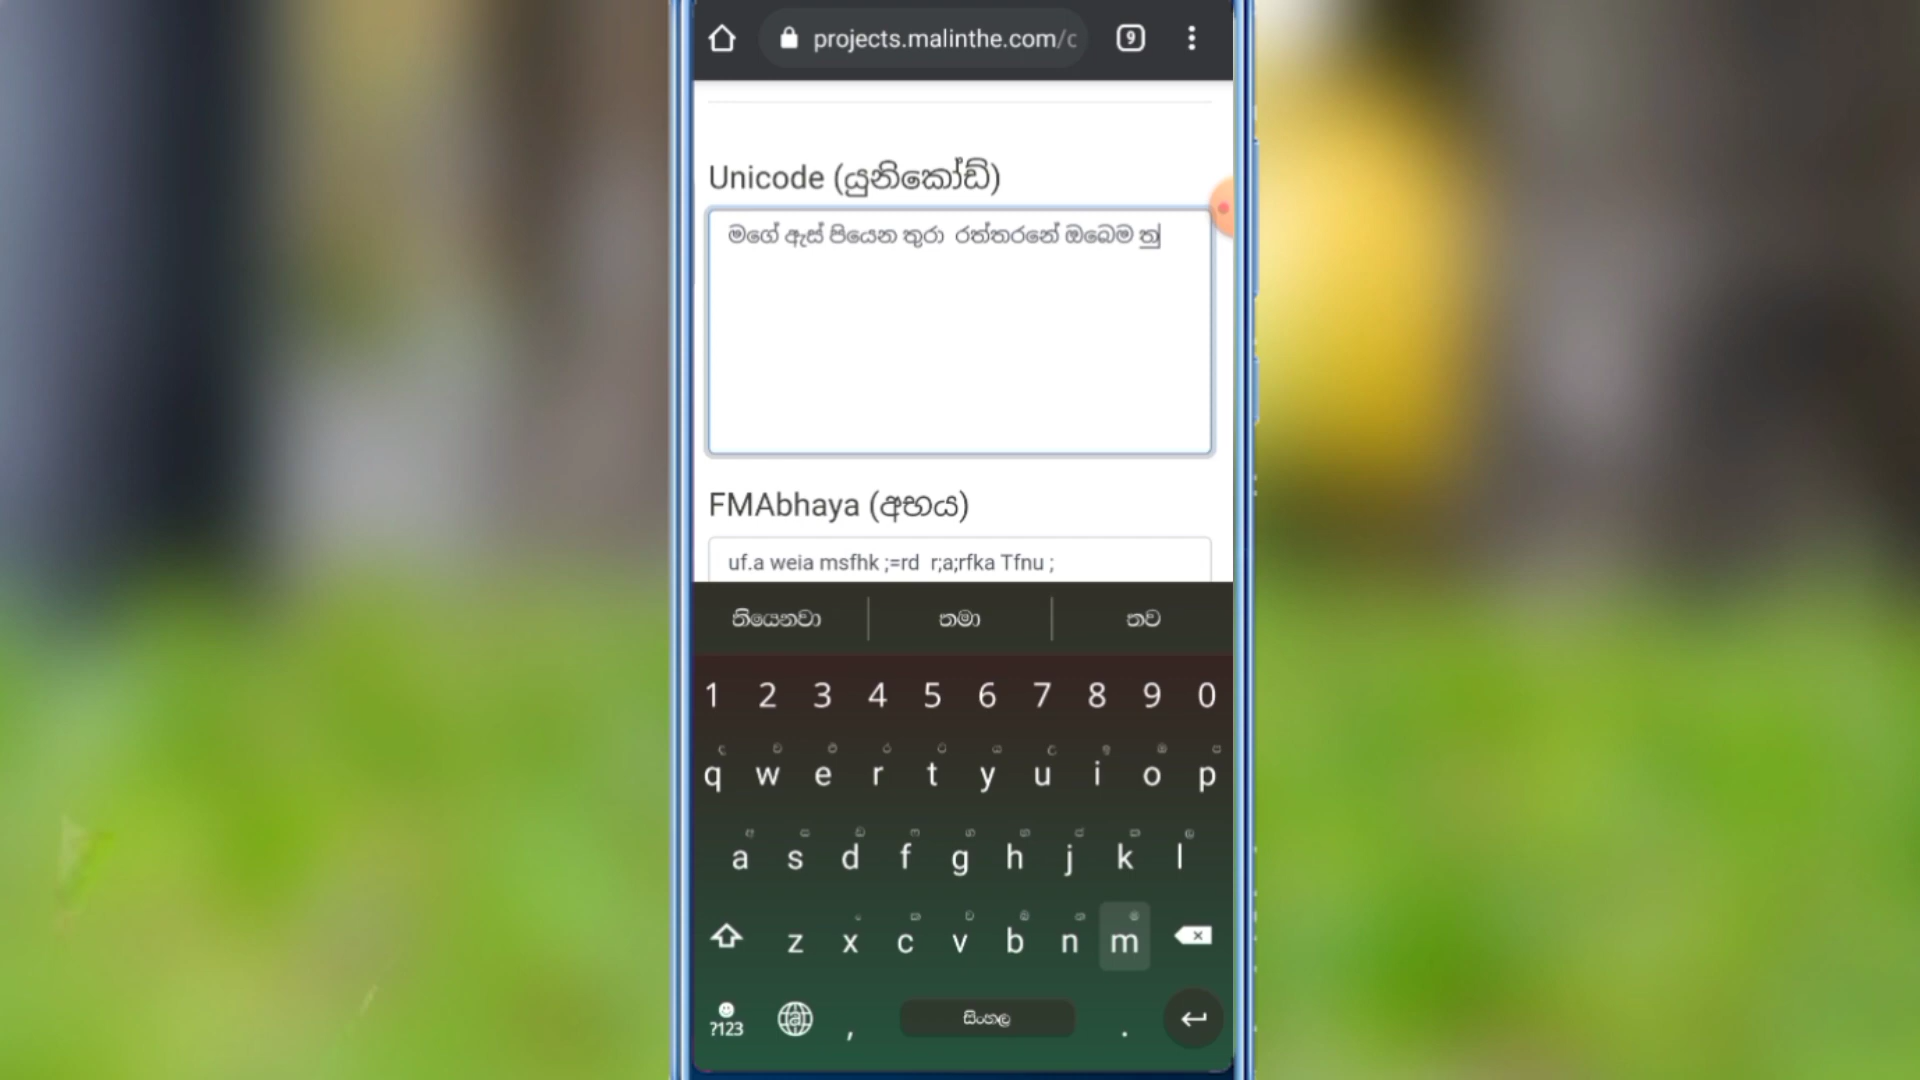 projects.malinthe.com/c
9
Unicode (යුනිකෝඩ්)
මගේ ඇස් පියෙන තුරා  රත්තරනේ ඔබෙම තු
FMAbhaya (අභය)
uf.a weia msfhk ;=rd  r;a;rfka Tfnu ;
තියෙනවා තමා තව
1 2 3 4 5 6 7 8 9 0
q w e r t y u i o p
a s d f g h j k l
z x c v b n m
?123 , සිංහල .